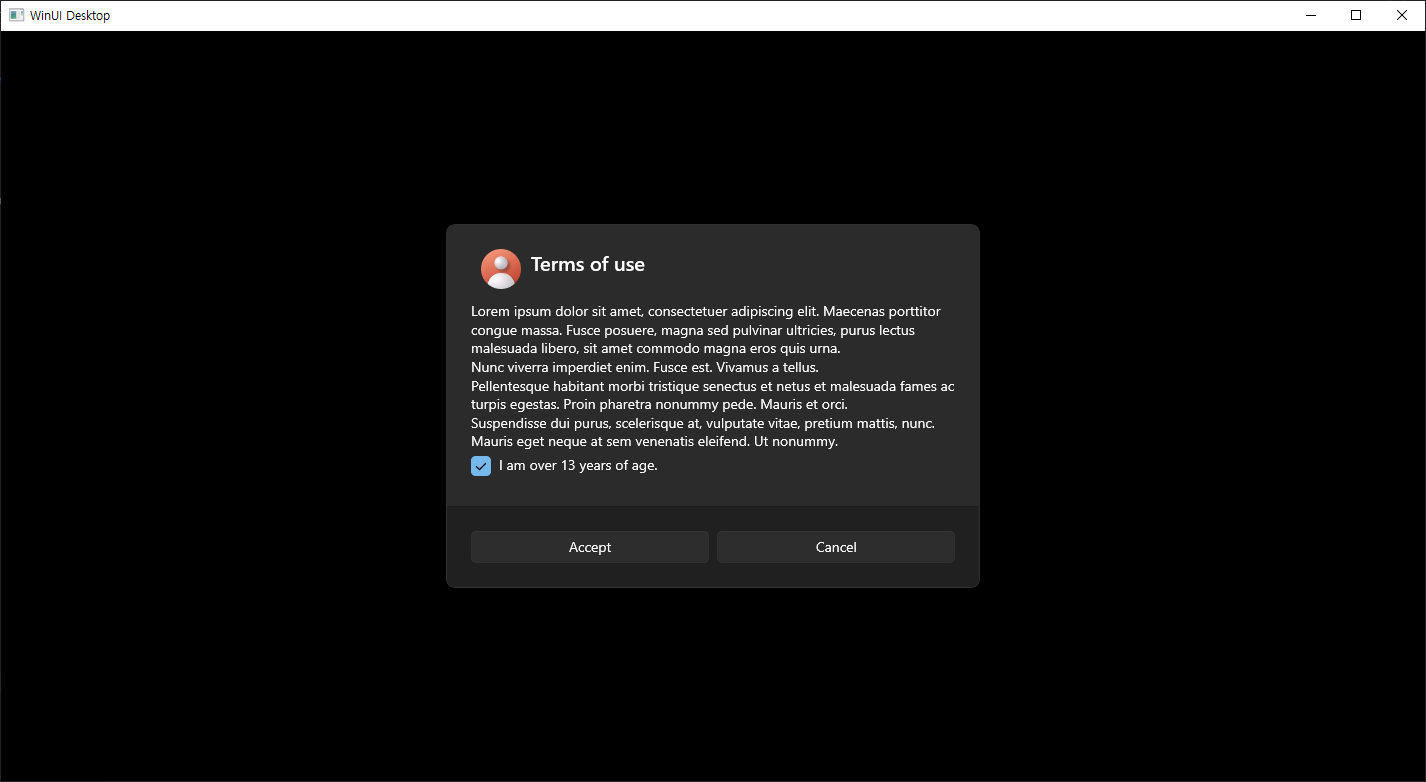 WinUI Desktop
Terms of use
Lorem ipsum dolor sit amet, consectetuer adipiscing elit. Maecenas porttitor
congue massa. Fusce posuere, magna sed pulvinar ultricies, purus lectus
malesuada libero, sit amet commodo magna eros quis urna.
Nunc viverra imperdiet enim. Fusce est. Vivamus a tellus.
Pellentesque habitant morbi tristique senectus et netus et malesuada fames ac
turpis egestas. Proin pharetra nonummy pede. Mauris et orci.
Suspendisse dui purus, scelerisque at, vulputate vitae, pretium mattis, nunc.
Mauris eget neque at sem venenatis eleifend. Ut nonummy.
I am over 13 years of age.
Accept
Cancel